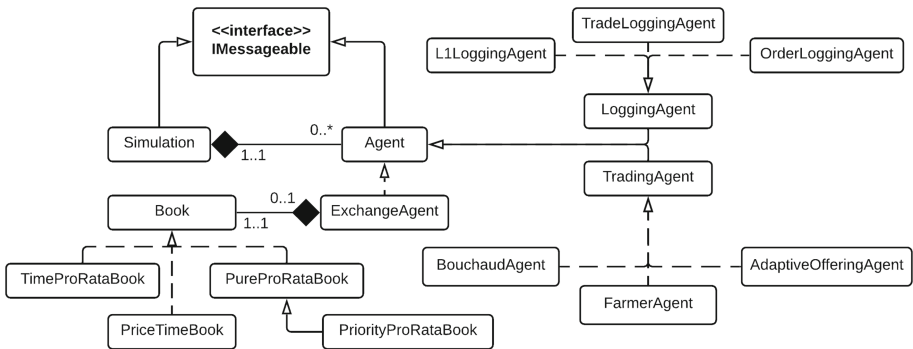 <<interface>>
IMessageable
TradeLoggingAgent
L1LoggingAgent
OrderLoggingAgent
LoggingAgent
Simulation
1..1
0..*
Agent
TradingAgent
Book
0..1
1..1
ExchangeAgent
BouchaudAgent
AdaptiveOfferingAgent
TimeProRataBook
PureProRataBook
FarmerAgent
PriceTimeBook
PriorityProRataBook